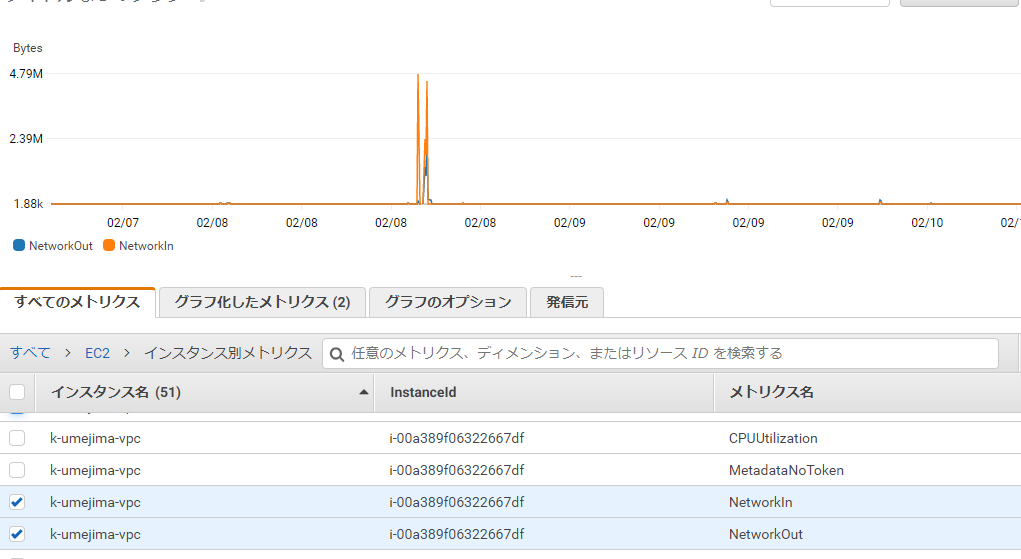 Bytes
4.79M
2.39M
1.88k
02/07 02/08 02/08 02/08 02/08 02/09 02/09 02/09 02/09 02/10
NetworkOut NetworkIn
---
すべてのメトリクス グラフ化したメトリクス (2) グラフのオプション 発信元
すべて > EC2 > インスタンス別メトリクス 任意のメトリクス、ディメンション、またはリソース ID を検索する
インスタンス名 (51) InstanceId メトリクス名
k-umejima-vpc i-00a389f06322667df CPUUtilization
k-umejima-vpc i-00a389f06322667df MetadataNoToken
k-umejima-vpc i-00a389f06322667df NetworkIn
k-umejima-vpc i-00a389f06322667df NetworkOut